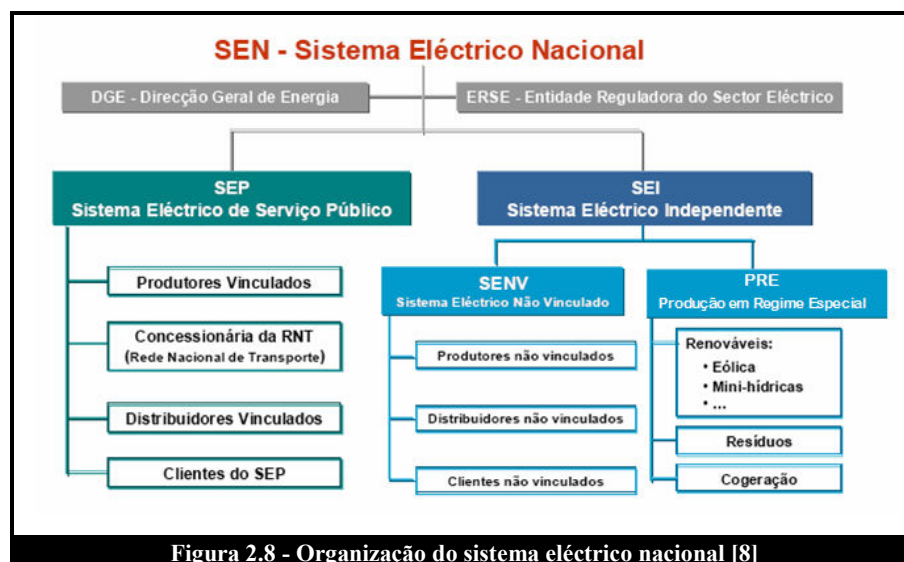 SEN - Sistema Eléctrico Nacional
DGE - Direcção Geral de Energia
ERSE - Entidade Reguladora do Sector Eléctrico
SEP
Sistema Eléctrico de Serviço Público
SEI
Sistema Eléctrico Independente
Produtores Vinculados
Concessionária da RNT
(Rede Nacional de Transporte)
Distribuidores Vinculados
Clientes do SEP
SENV
Sistema Eléctrico Não Vinculado
Produtores não vinculados
Distribuidores não vinculados
Clientes não vinculados
PRE
Produção em Regime Especial
Renováveis:
• Eólica
• Mini-hídricas
• ...
Resíduos
Cogeração
Figura 2.8 - Organização do sistema eléctrico nacional [8]